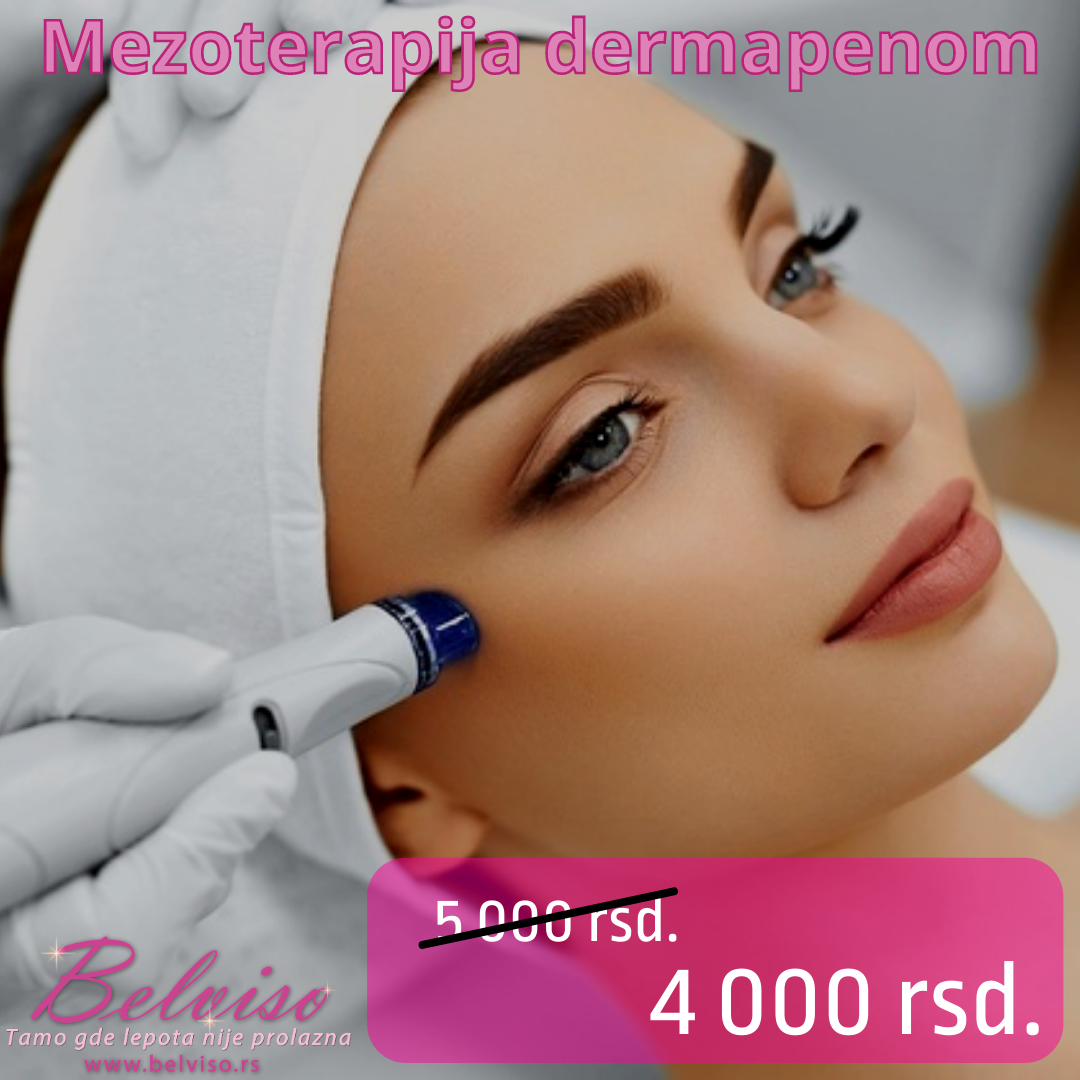 Mezoterapija dermapenom
5 000 rsd.
4 000 rsd.
Belviso
Tamo gde lepota nije prolazna
www.belviso.rs